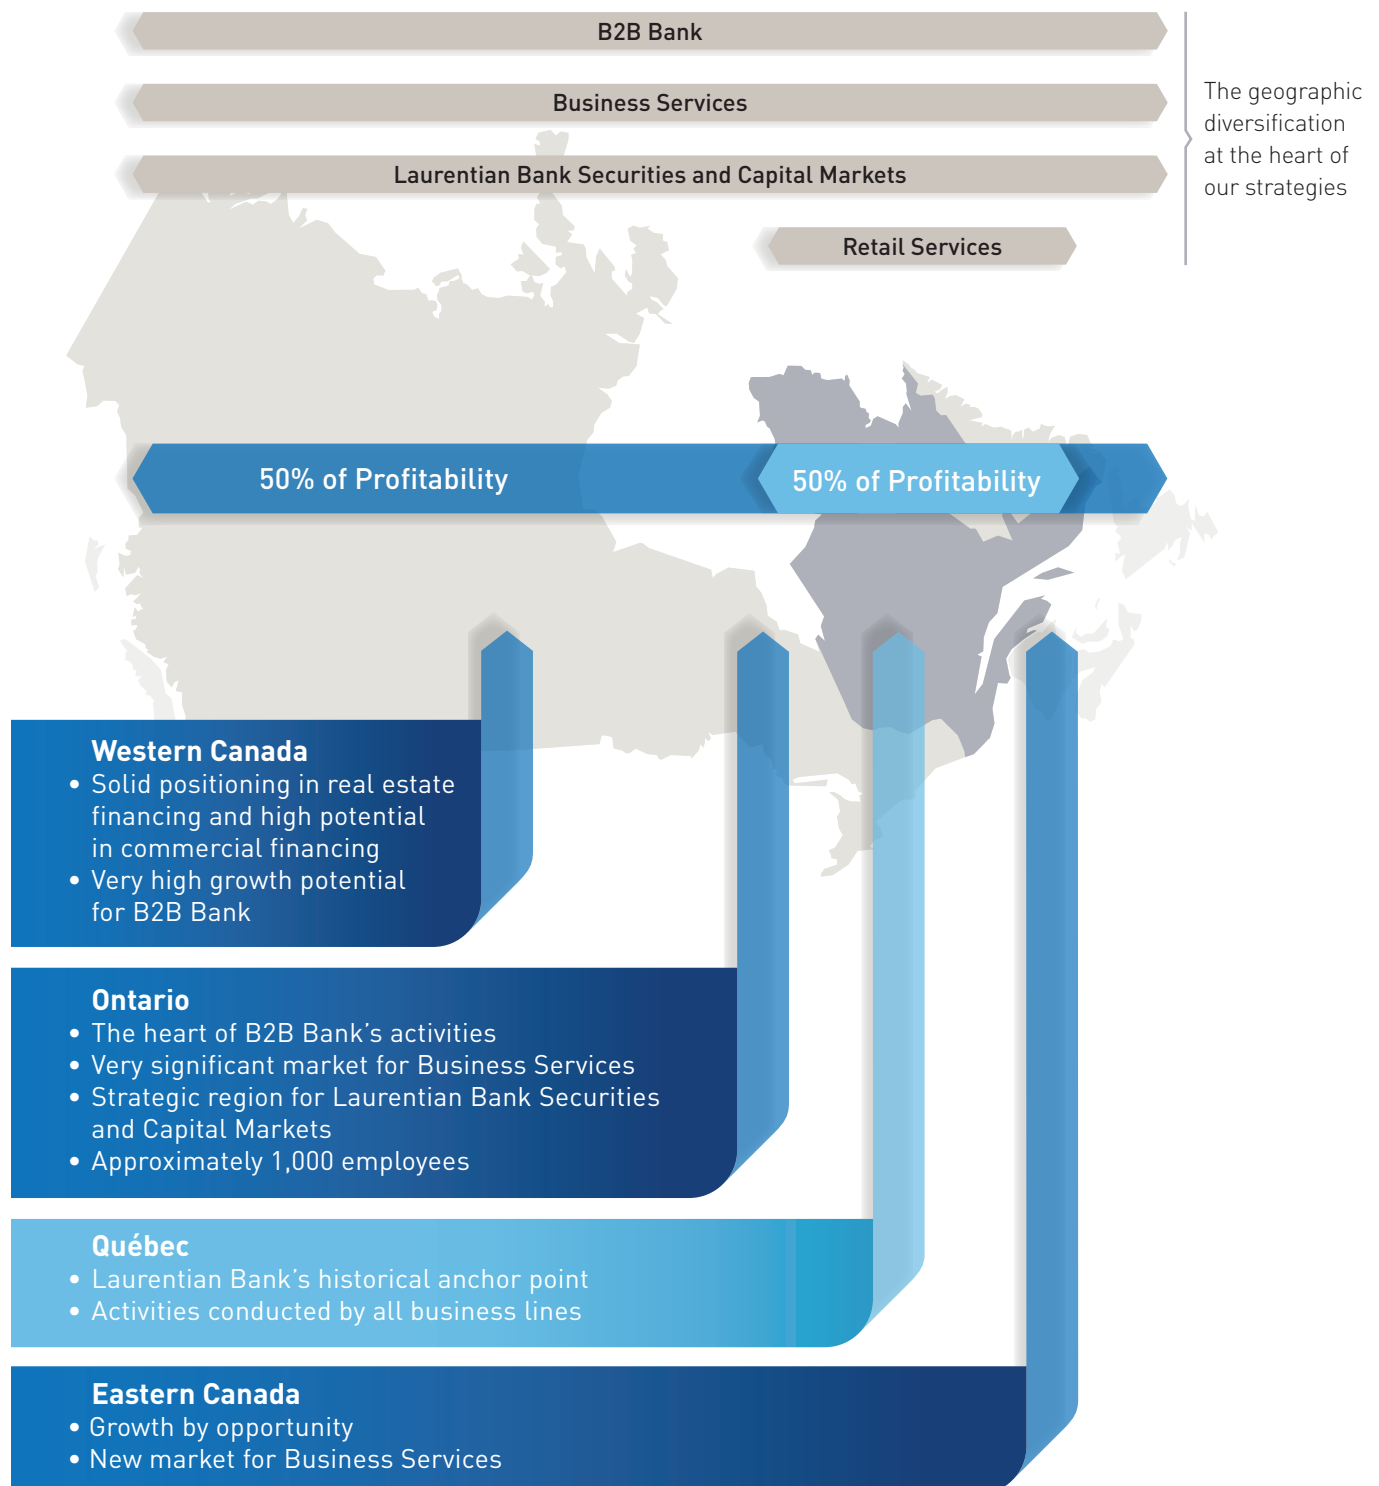 B2B Bank
Business Services
Laurentian Bank Securities and Capital Markets
Retail Services
The geographic
diversification
at the heart of
our strategies
50% of Profitability
50% of Profitability
Western Canada
• Solid positioning in real estate
financing and high potential
in commercial financing
• Very high growth potential
for B2B Bank
Ontario
• The heart of B2B Bank’s activities
• Very significant market for Business Services
• Strategic region for Laurentian Bank Securities
and Capital Markets
• Approximately 1,000 employees
Québec
• Laurentian Bank’s historical anchor point
• Activities conducted by all business lines
Eastern Canada
• Growth by opportunity
• New market for Business Services